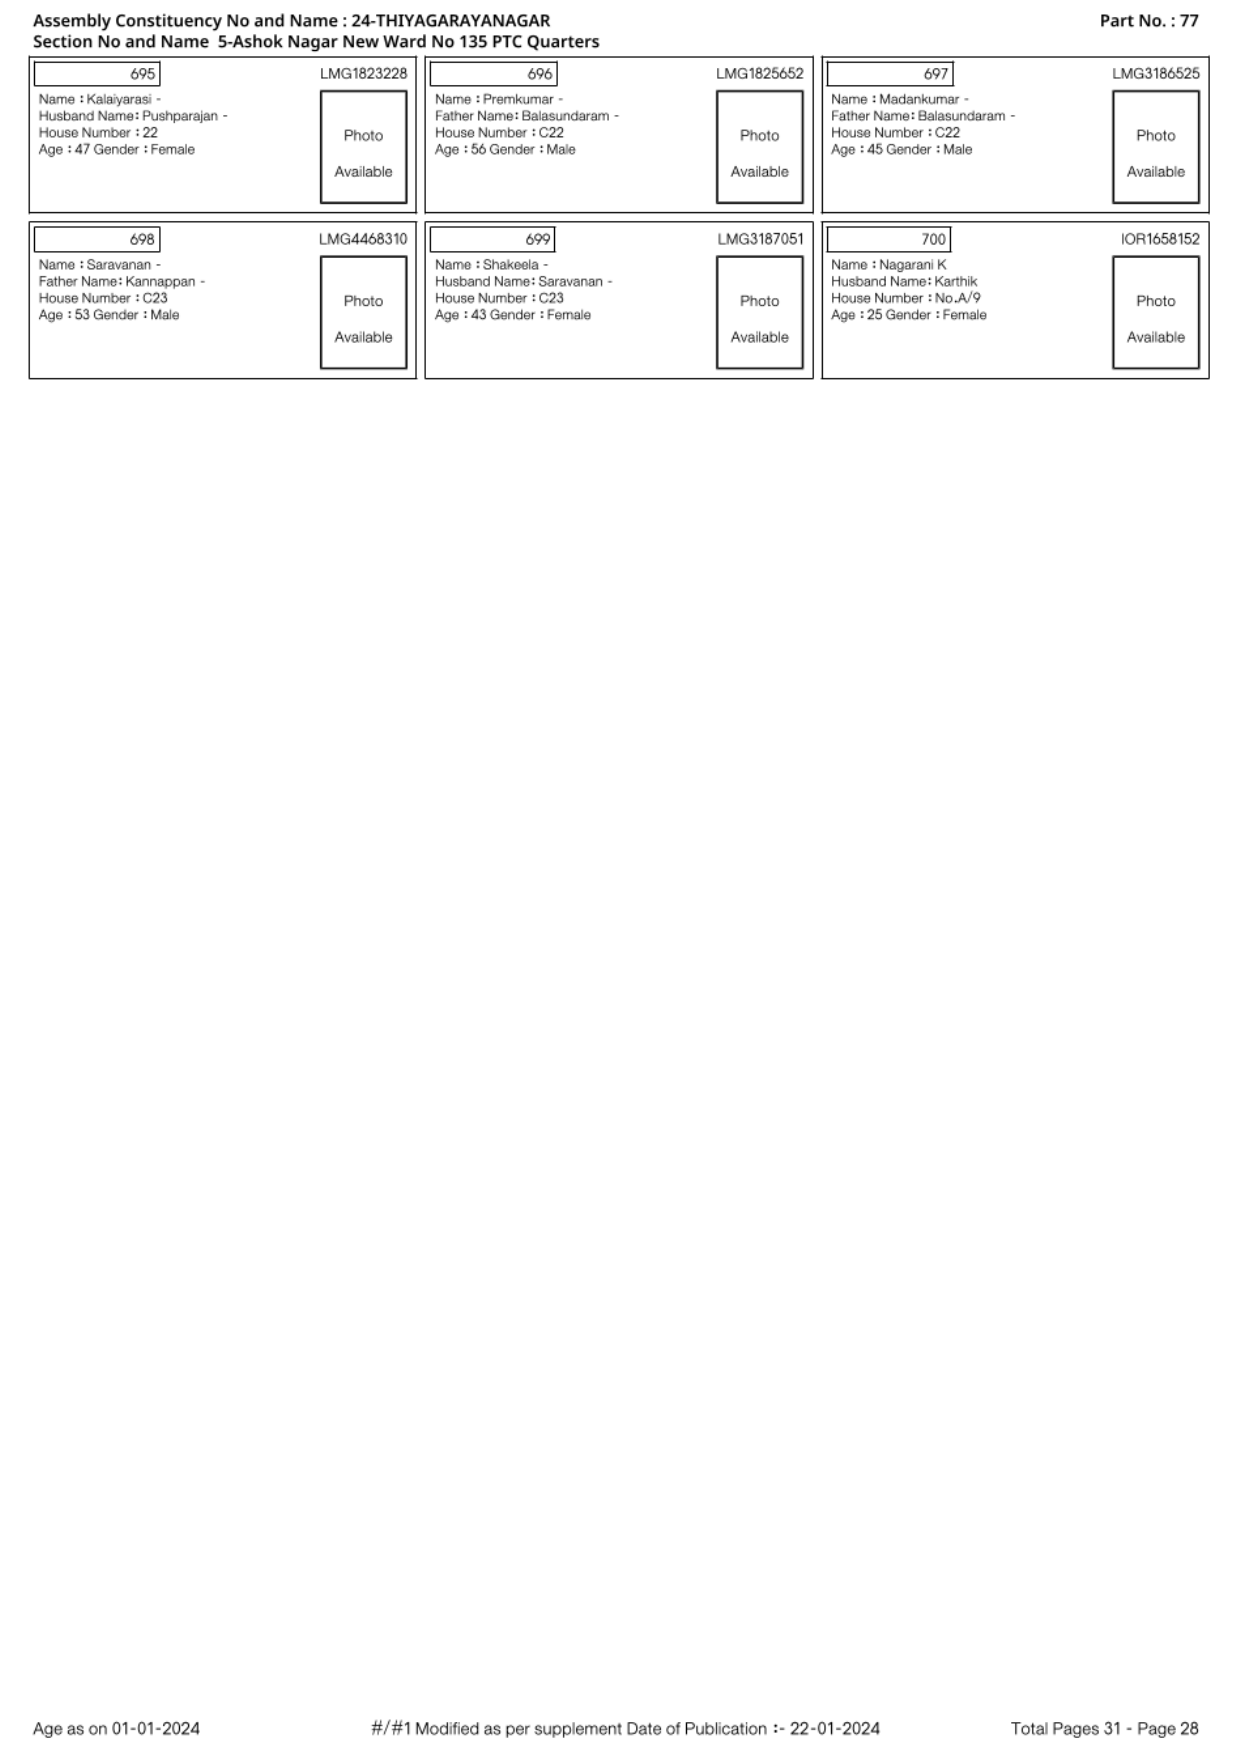 Assembly Constituency No and Name : 24-THIYAGARAYANAGAR Part No. : 77
Section No and Name 5-Ashok Nagar New Ward No 135 PTC Quarters
695 LMG1823228
Name : Kalaiyarasi -
Husband Name: Pushparajan -
House Number : 22
Age : 47 Gender : Female
Photo
Available
696 LMG1825652
Name : Premkumar -
Father Name: Balasundaram -
House Number : C22
Age : 56 Gender : Male
Photo
Available
697 LMG3186525
Name : Madankumar -
Father Name: Balasundaram -
House Number : C22
Age : 45 Gender : Male
Photo
Available
698 LMG4468310
Name : Saravanan -
Father Name: Kannappan -
House Number : C23
Age : 53 Gender : Male
Photo
Available
699 LMG3187051
Name : Shakeela -
Husband Name: Saravanan -
House Number : C23
Age : 43 Gender : Female
Photo
Available
700 IOR1658152
Name : Nagarani K
Husband Name: Karthik
House Number : No.A/9
Age : 25 Gender : Female
Photo
Available
Age as on 01-01-2024 #/#1 Modified as per supplement Date of Publication :- 22-01-2024 Total Pages 31 - Page 28